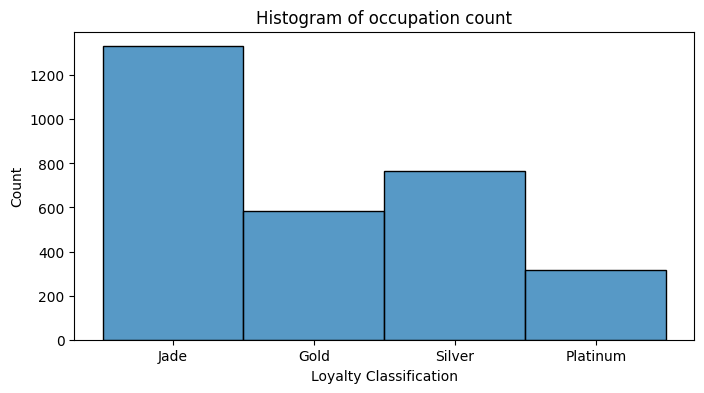 Histogram of occupation count
1200
1000
800
600
400
200
0
Count
Jade Gold Silver Platinum
Loyalty Classification